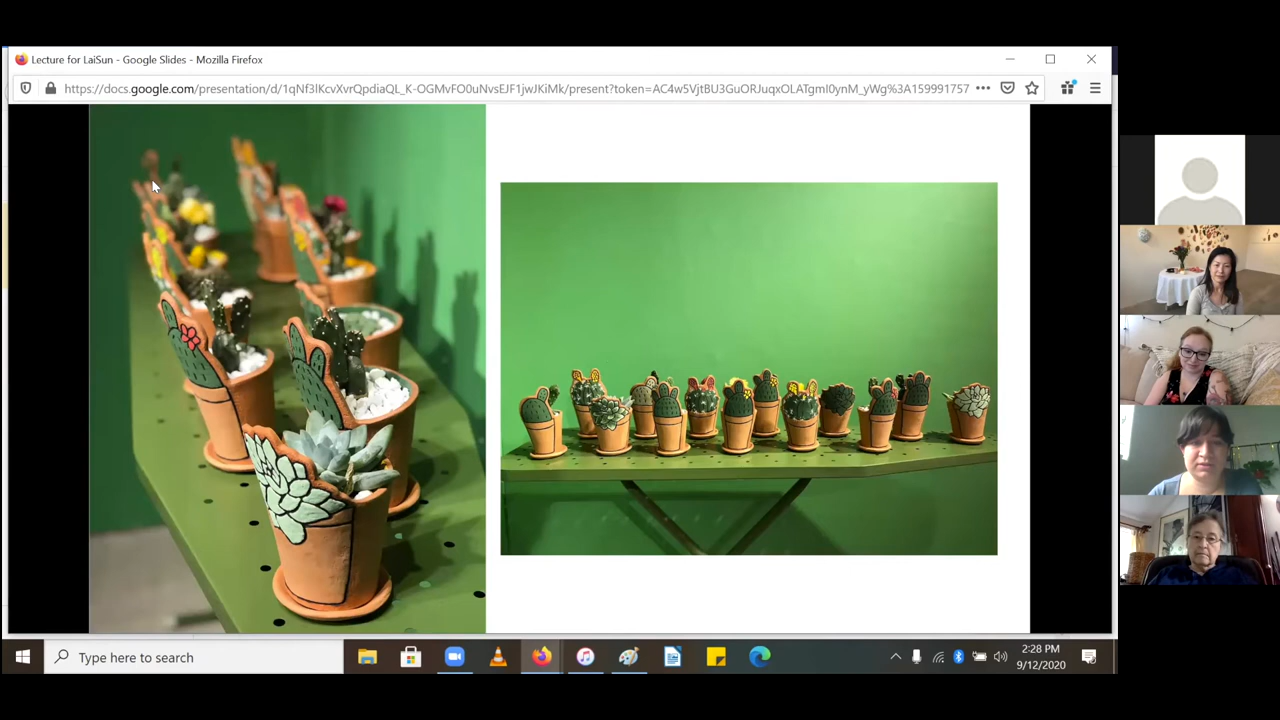 Lecture for LaiSun - Google Slides - Mozilla Firefox
https://docs.google.com/presentation/d/1qNf3lKcvXvrQpdiaQL_K-OGMvFO0uNvsEJF1jwJKiMk/present?token=AC4w5VjtBU3GuORJuqxOLATgml0ynM_yWg%3A159991757
Type here to search
2:28 PM
9/12/2020